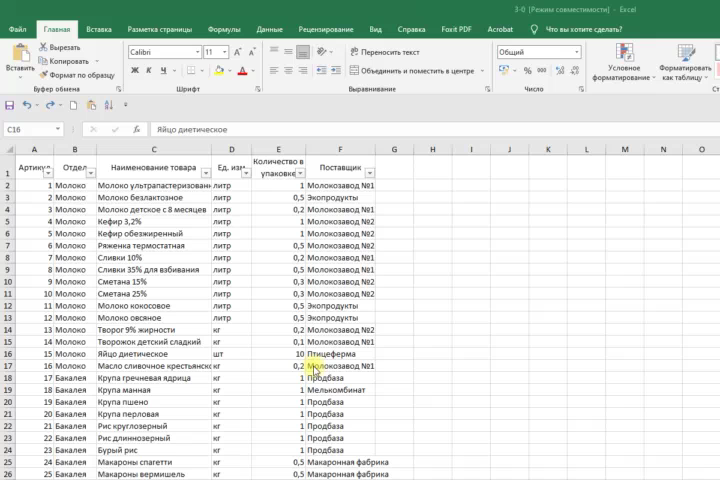 3-0 [Режим совместимости] - Excel
Файл Главная Вставка Разметка страницы Формулы Данные Рецензирование Вид Справка Foxit PDF Acrobat Что вы хотите сделать?
Вставить
Вырезать
Копировать
Формат по образцу
Буфер обмена
Calibri 11
Ж К Ч
Шрифт
Переносить текст
Объединить и поместить в центре
Выравнивание
Общий
% 000
Число
Условное форматирование
Форматировать как таблицу
C16 fx Яйцо диетическое
A B C D E F G H I J K L M N O
1 Артикул Отдел Наименование товара Ед. изм Количество в упаковке Поставщик
2 1 Молоко Молоко ультрапастеризован литр 1 Молокозавод №1
3 2 Молоко Молоко безлактозное литр 0,5 Экопродукты
4 3 Молоко Молоко детское с 8 месяцев литр 0,2 Молокозавод №1
5 4 Молоко Кефир 3,2% литр 1 Молокозавод №2
6 5 Молоко Кефир обезжиренный литр 1 Молокозавод №2
7 6 Молоко Ряженка термостатная литр 0,5 Молокозавод №2
8 7 Молоко Сливки 10% литр 0,2 Молокозавод №1
9 8 Молоко Сливки 35% для взбивания литр 0,5 Молокозавод №1
10 9 Молоко Сметана 15% литр 0,3 Молокозавод №2
11 10 Молоко Сметана 25% литр 0,3 Молокозавод №2
12 11 Молоко Молоко кокосовое литр 0,5 Экопродукты
13 12 Молоко Молоко овсяное литр 0,5 Экопродукты
14 13 Молоко Творог 9% жирности кг 0,2 Молокозавод №2
15 14 Молоко Творожок детский сладкий кг 0,1 Молокозавод №1
16 15 Молоко Яйцо диетическое шт 10 Птицеферма
17 16 Молоко Масло сливочное крестьянско кг 0,2 Молокозавод №1
18 17 Бакалея Крупа гречневая ядрица кг 1 Продбаза
19 18 Бакалея Крупа манная кг 1 Мелькомбинат
20 19 Бакалея Крупа пшено кг 1 Продбаза
21 20 Бакалея Крупа перловая кг 1 Продбаза
22 21 Бакалея Рис круглозерный кг 1 Продбаза
23 22 Бакалея Рис длиннозерный кг 1 Продбаза
24 23 Бакалея Бурый рис кг 1 Продбаза
25 24 Бакалея Макароны спагетти кг 0,5 Макаронная фабрика
26 25 Бакалея Макароны вермишель кг 0,5 Макаронная фабрика